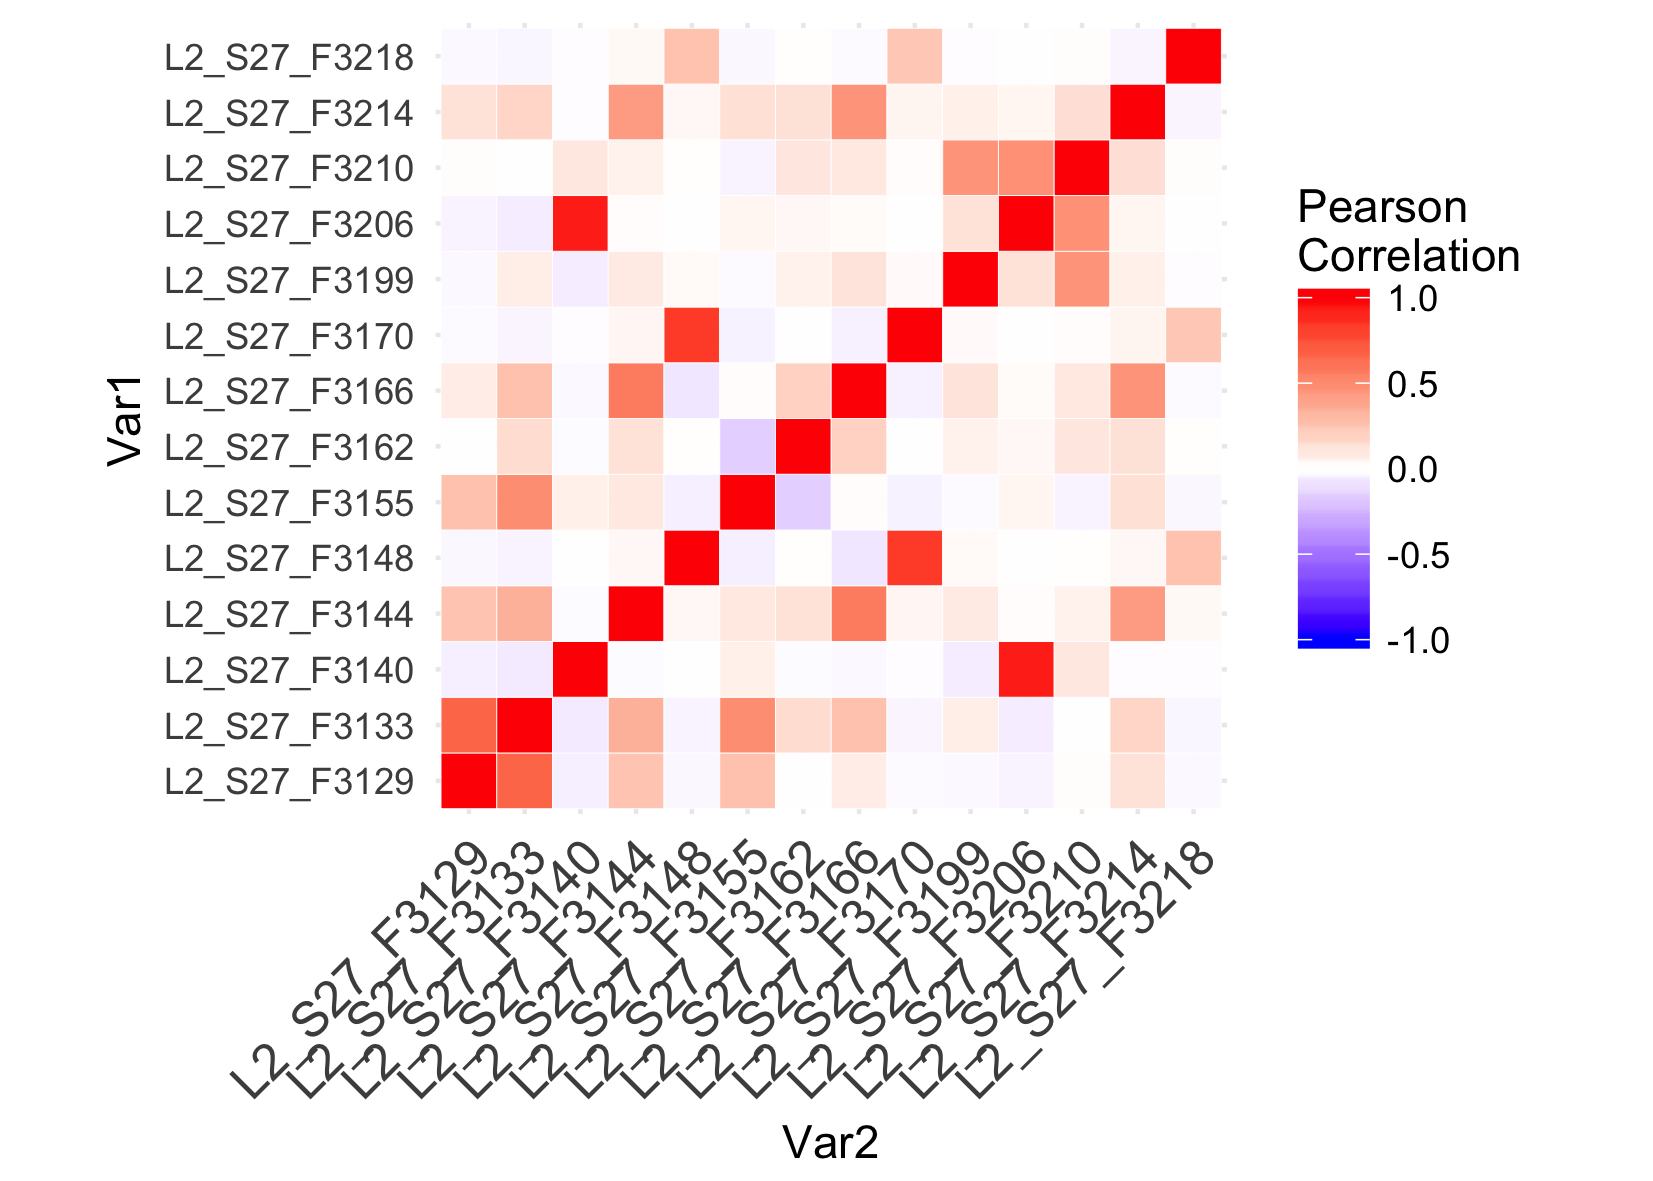 L2_S27_F3218
L2_S27_F3214
L2_S27_F3210
L2_S27_F3206
L2_S27_F3199
L2_S27_F3170
L2_S27_F3166
L2_S27_F3162
L2_S27_F3155
L2_S27_F3148
L2_S27_F3144
L2_S27_F3140
L2_S27_F3133
L2_S27_F3129
Var1
L2_S27_F3129
L2_S27_F3133
L2_S27_F3140
L2_S27_F3144
L2_S27_F3148
L2_S27_F3155
L2_S27_F3162
L2_S27_F3166
L2_S27_F3170
L2_S27_F3199
L2_S27_F3206
L2_S27_F3210
L2_S27_F3214
L2_S27_F3218
Var2
Pearson
Correlation
1.0
0.5
0.0
-0.5
-1.0